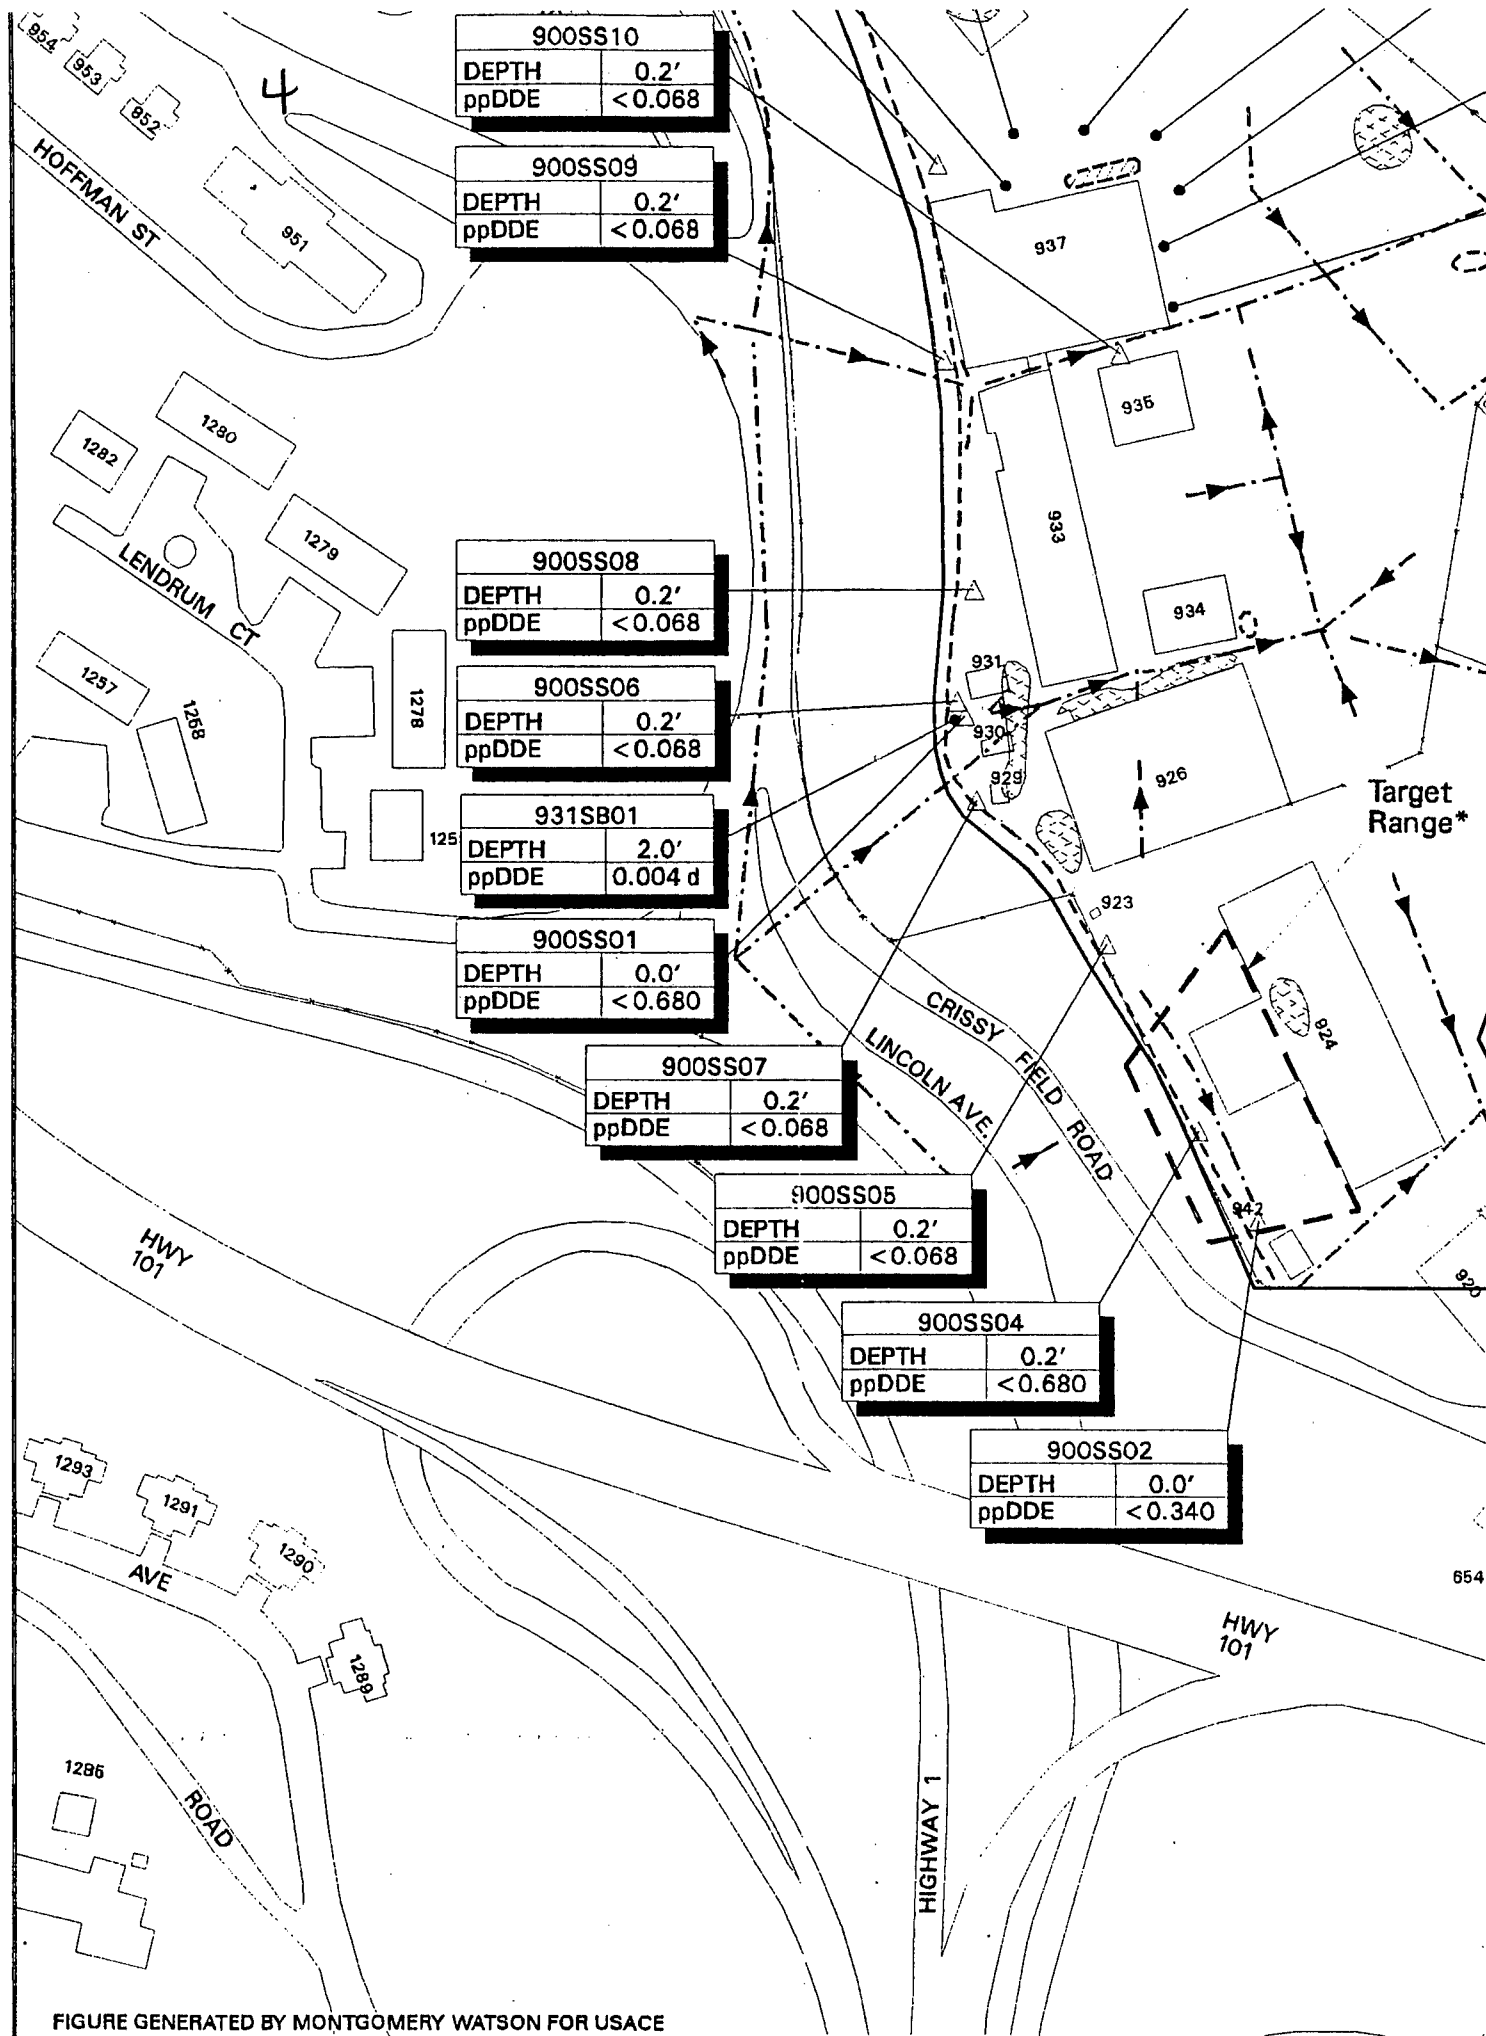 900SS10
DEPTH 0.2'
ppDDE <0.068
954
953
952
4
HOFFMAN ST
951
900SS09
DEPTH 0.2'
ppDDE <0.068
937
935
1280
1282
1279
LENDRUM CT
933
900SS08
DEPTH 0.2'
ppDDE <0.068
934
1257
1258
1278
931
900SS06
DEPTH 0.2'
ppDDE <0.068
930
929
926
Target
Range*
931SB01
DEPTH 2.0'
ppDDE 0.004 d
125
923
900SS01
DEPTH 0.0'
ppDDE <0.680
CRISSY FIELD ROAD
LINCOLN AVE.
924
900SS07
DEPTH 0.2'
ppDDE <0.068
900SS05
DEPTH 0.2'
ppDDE <0.068
942
HWY
101
920
900SS04
DEPTH 0.2'
ppDDE <0.680
900SS02
DEPTH 0.0'
ppDDE <0.340
1293
1291
1290
AVE
1289
654
HWY
101
1286
ROAD
HIGHWAY 1
FIGURE GENERATED BY MONTGOMERY WATSON FOR USACE